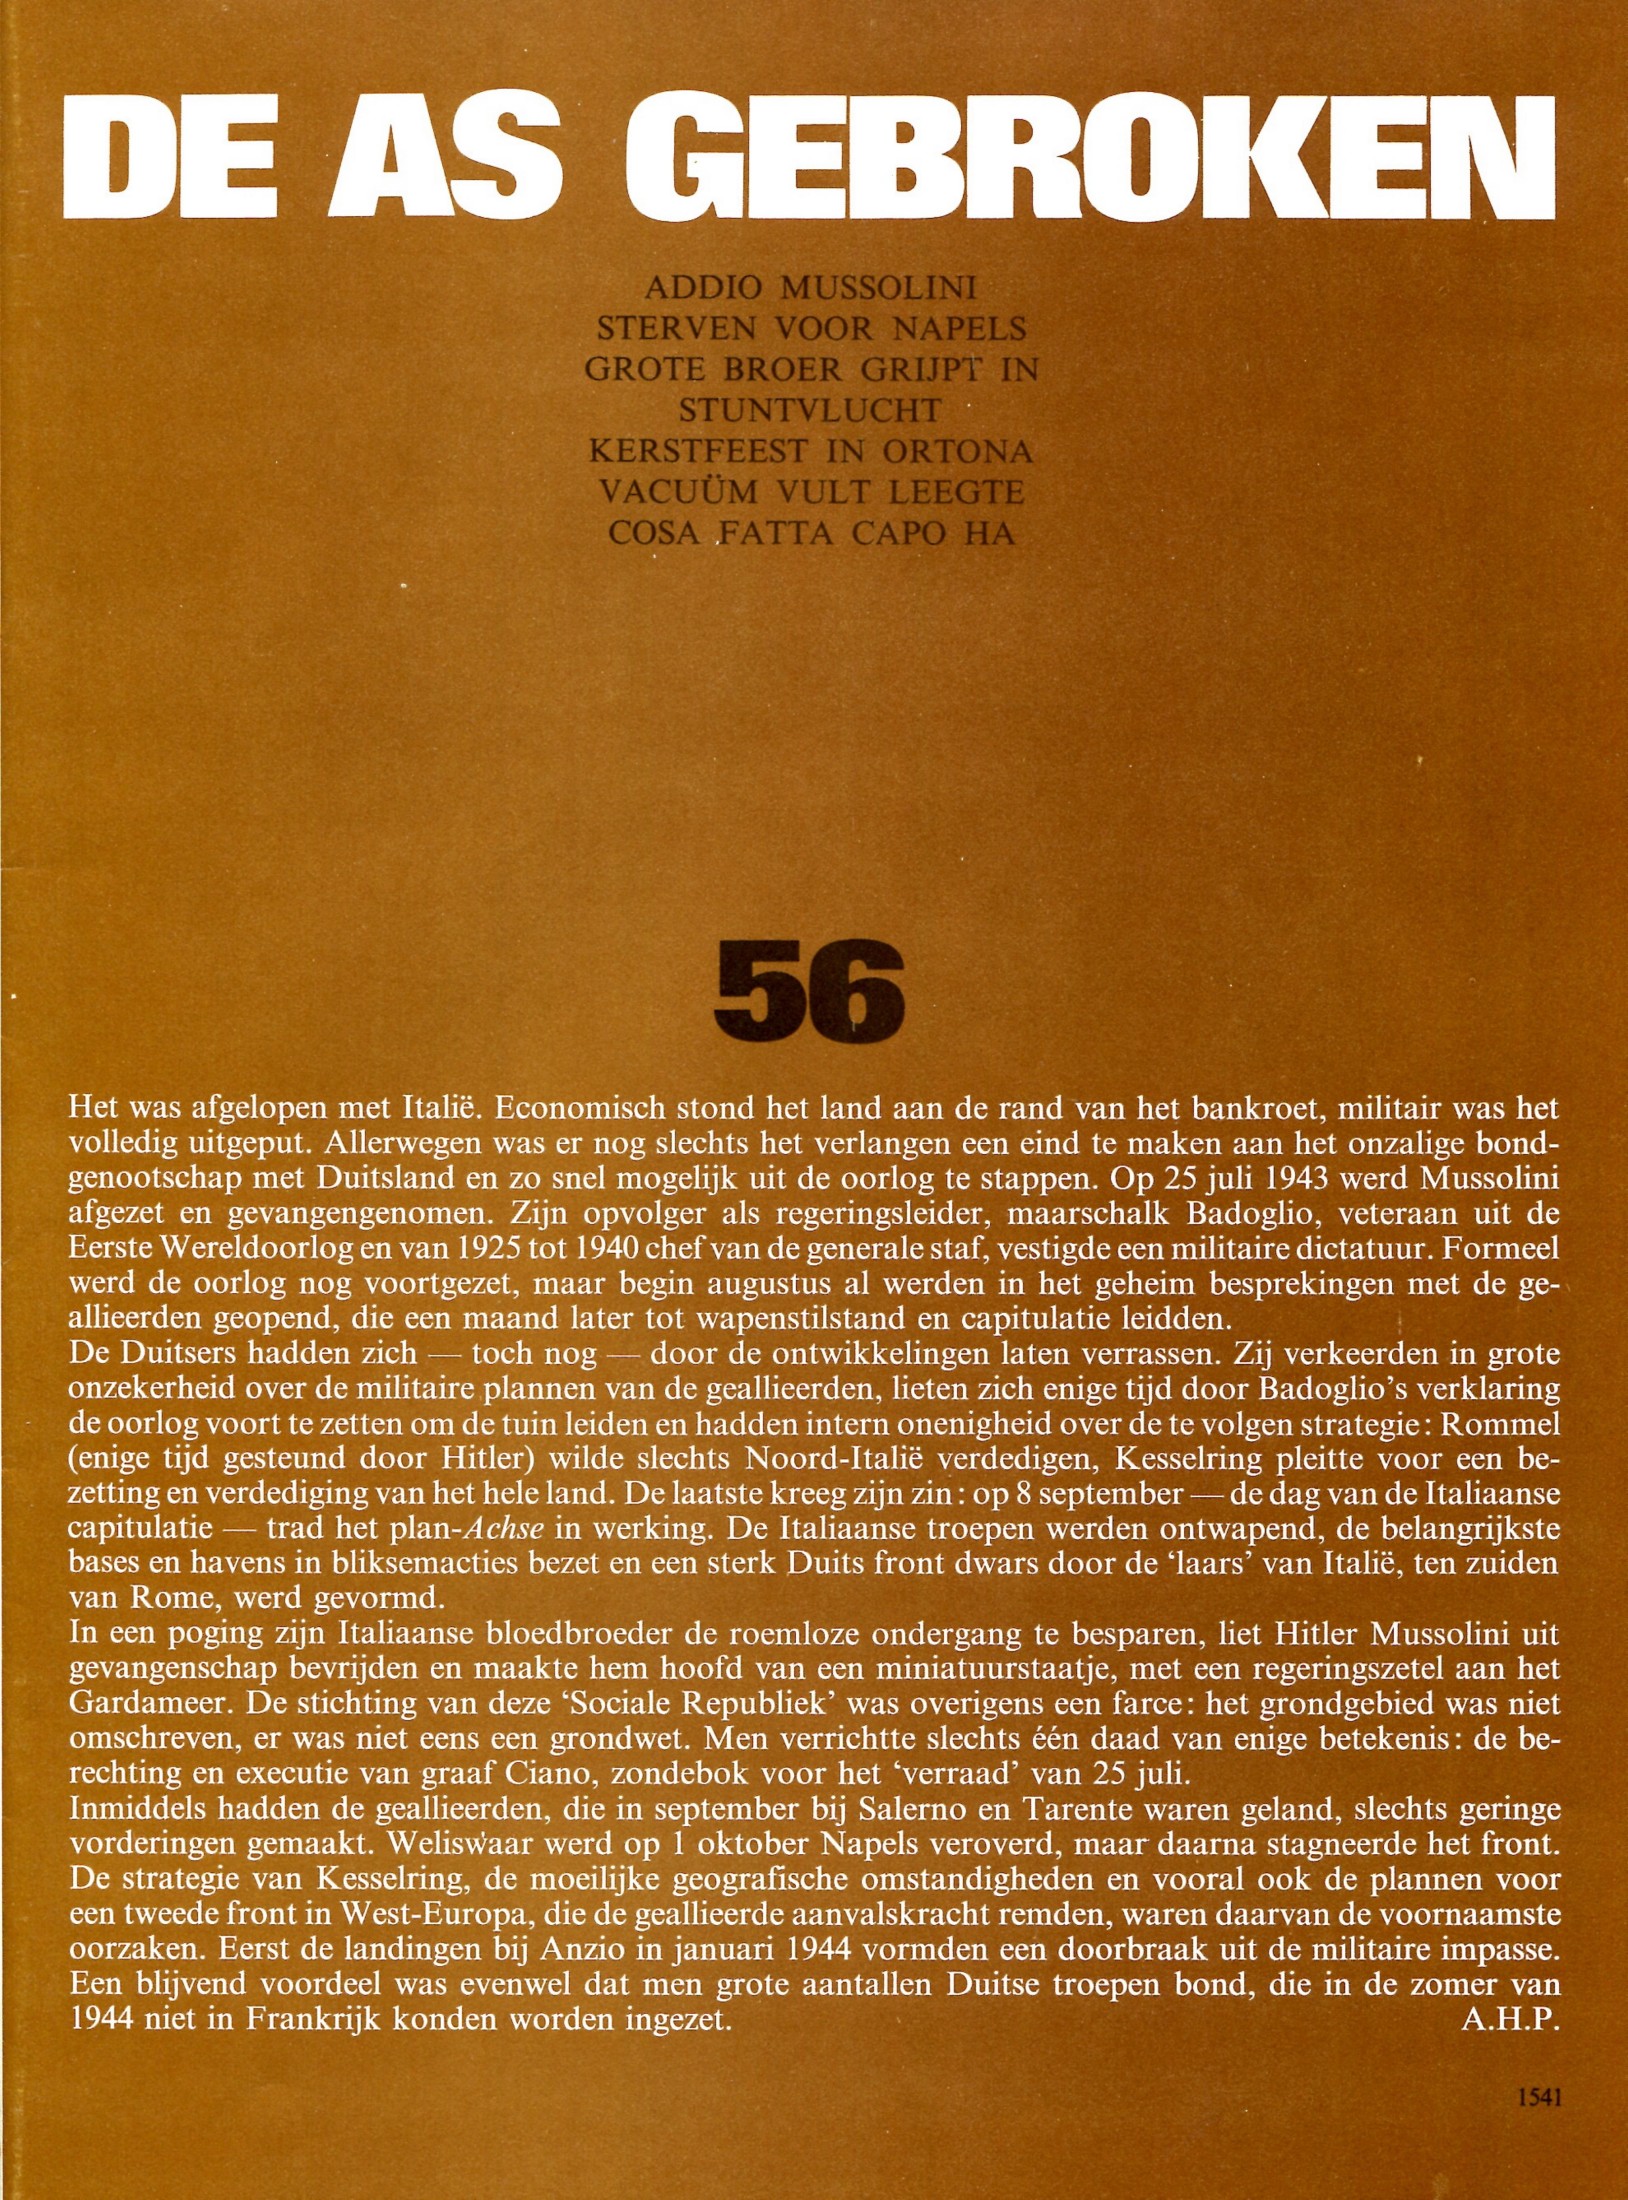 DE AS GEBROKEN
ADDIO MUSSOLINI
STERVEN VOOR NAPELS
GROTE BROER GRIJPT IN
STUNTVLUCHT
KERSTFEEST IN ORTONA
VACUÜM VULT LEEGTE
COSA FATTA CAPO HA
56
Het was afgelopen met Italië. Economisch stond het land aan de rand van het bankroet, militair was het
volledig uitgeput. Allerwegen was er nog slechts het verlangen een eind te maken aan het onzalige bond-
genootschap met Duitsland en zo snel mogelijk uit de oorlog te stappen. Op 25 juli 1943 werd Mussolini
afgezet en gevangengenomen. Zijn opvolger als regeringsleider, maarschalk Badoglio, veteraan uit de
Eerste Wereldoorlog en van 1925 tot 1940 chef van de generale staf, vestigde een militaire dictatuur. Formeel
werd de oorlog nog voortgezet, maar begin augustus al werden in het geheim besprekingen met de ge-
allieerden geopend, die een maand later tot wapenstilstand en capitulatie leidden.
De Duitsers hadden zich — toch nog — door de ontwikkelingen laten verrassen. Zij verkeerden in grote
onzekerheid over de militaire plannen van de geallieerden, lieten zich enige tijd door Badoglio's verklaring
de oorlog voort te zetten om de tuin leiden en hadden intern onenigheid over de te volgen strategie: Rommel
(enige tijd gesteund door Hitler) wilde slechts Noord-Italië verdedigen, Kesselring pleitte voor een be-
zetting en verdediging van het hele land. De laatste kreeg zijn zin: op 8 september — de dag van de Italiaanse
capitulatie — trad het plan-Achse in werking. De Italiaanse troepen werden ontwapend, de belangrijkste
bases en havens in bliksemacties bezet en een sterk Duits front dwars door de 'laars' van Italië, ten zuiden
van Rome, werd gevormd.
In een poging zijn Italiaanse bloedbroeder de roemloze ondergang te besparen, liet Hitler Mussolini uit
gevangenschap bevrijden en maakte hem hoofd van een miniatuurstaatje, met een regeringszetel aan het
Gardameer. De stichting van deze 'Sociale Republiek' was overigens een farce: het grondgebied was niet
omschreven, er was niet eens een grondwet. Men verrichtte slechts één daad van enige betekenis: de be-
rechting en executie van graaf Ciano, zondebok voor het 'verraad' van 25 juli.
Inmiddels hadden de geallieerden, die in september bij Salerno en Tarente waren geland, slechts geringe
vorderingen gemaakt. Weliswaar werd op 1 oktober Napels veroverd, maar daarna stagneerde het front.
De strategie van Kesselring, de moeilijke geografische omstandigheden en vooral ook de plannen voor
een tweede front in West-Europa, die de geallieerde aanvalskracht remden, waren daarvan de voornaamste
oorzaken. Eerst de landingen bij Anzio in januari 1944 vormden een doorbraak uit de militaire impasse.
Een blijvend voordeel was evenwel dat men grote aantallen Duitse troepen bond, die in de zomer van
1944 niet in Frankrijk konden worden ingezet. A.H.P.
1541